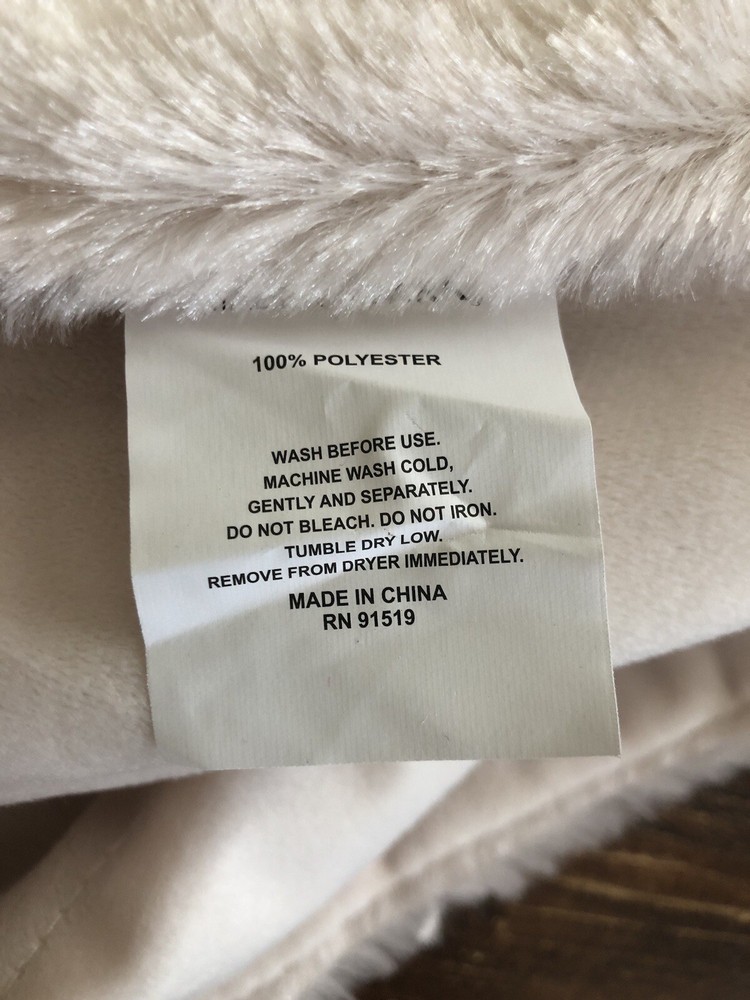 100% POLYESTER
WASH BEFORE USE.
MACHINE WASH COLD,
GENTLY AND SEPARATELY.
DO NOT BLEACH. DO NOT IRON.
TUMBLE DRY LOW.
REMOVE FROM DRYER IMMEDIATELY.
MADE IN CHINA
RN 91519